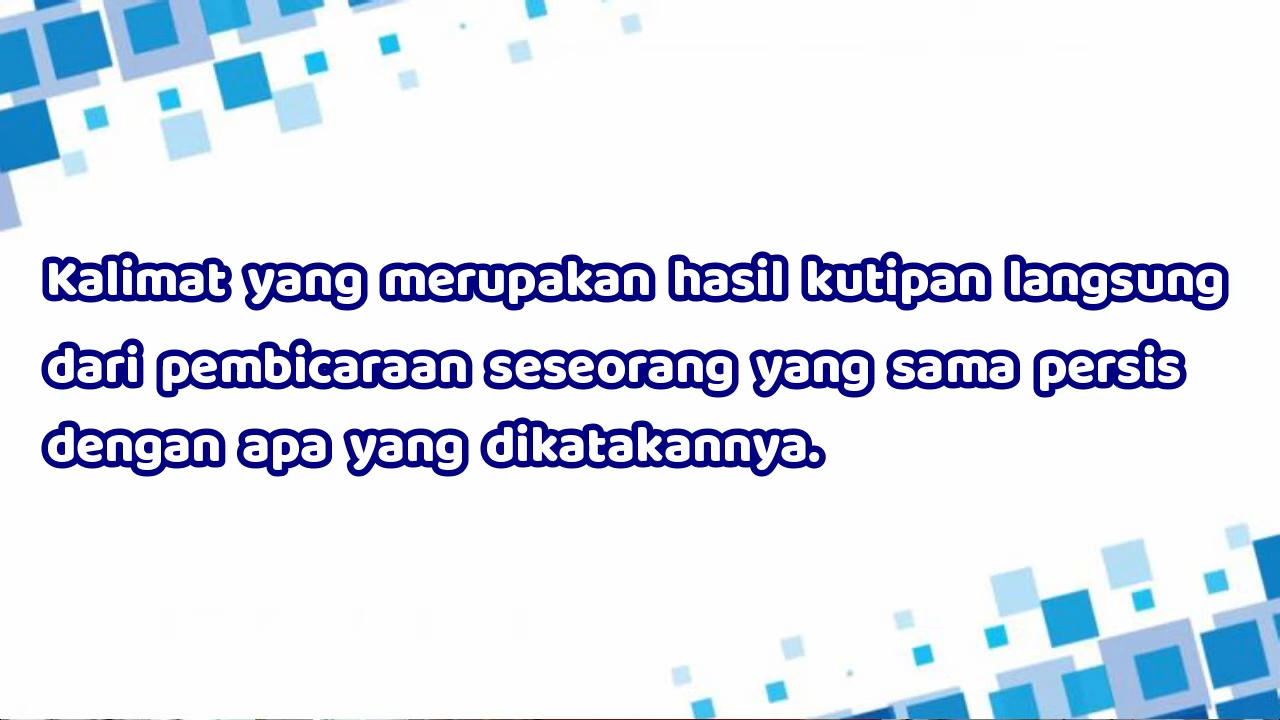 Kalimat yang merupakan hasil kutipan langsung
dari pembicaraan seseorang yang sama persis
dengan apa yang dikatakannya.